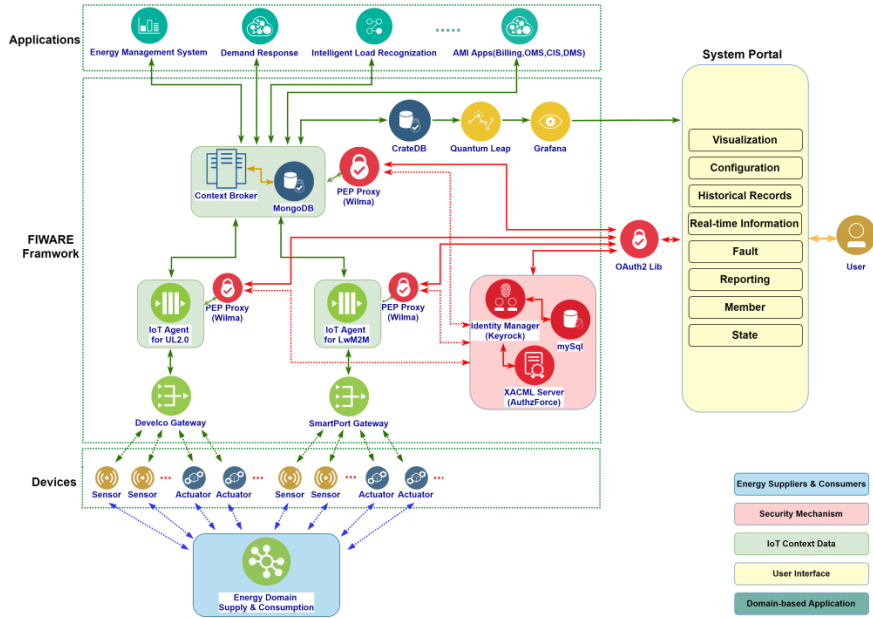 Applications
Energy Management System
Demand Response
Intelligent Load Recognization
AMI Apps(Billing,OMS,CIS,DMS)
System Portal
FIWARE
Framwork
CrateDB
Quantum Leap
Grafana
Context Broker
MongoDB
PEP Proxy
(Wilma)
Visualization
Configuration
Historical Records
Real-time Information
Fault
Reporting
Member
State
OAuth2 Lib
User
IoT Agent
for UL2.0
PEP Proxy
(Wilma)
IoT Agent
for LwM2M
PEP Proxy
(Wilma)
Identity Manager
(Keyrock)
mySql
XACML Server
(AuthzForce)
Develco Gateway
SmartPort Gateway
Devices
Sensor
Sensor
Actuator
Actuator
Sensor
Sensor
Actuator
Actuator
Energy Domain
Supply & Consumption
Energy Suppliers & Consumers
Security Mechanism
IoT Context Data
User Interface
Domain-based Application